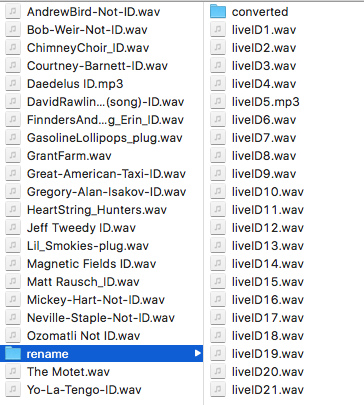 AndrewBird-Not-ID.wav
Bob-Weir-Not-ID.wav
ChimneyChoir_ID.wav
Courtney-Barnett-ID.wav
Daedelus ID.mp3
DavidRawlin...(song)-ID.wav
FinndersAnd...g_Erin_ID.wav
GasolineLollipops_plug.wav
GrantFarm.wav
Great-American-Taxi-ID.wav
Gregory-Alan-Isakov-ID.wav
HeartString_Hunters.wav
Jeff Tweedy ID.wav
Lil_Smokies-plug.wav
Magnetic Fields ID.wav
Matt Rausch_ID.wav
Mickey-Hart-Not-ID.wav
Neville-Staple-Not-ID.wav
Ozomatli Not ID.wav
rename
The Motet.wav
Yo-La-Tengo-ID.wav
converted
liveID1.wav
liveID2.wav
liveID3.wav
liveID4.wav
liveID5.mp3
liveID6.wav
liveID7.wav
liveID8.wav
liveID9.wav
liveID10.wav
liveID11.wav
liveID12.wav
liveID13.wav
liveID14.wav
liveID15.wav
liveID16.wav
liveID17.wav
liveID18.wav
liveID19.wav
liveID20.wav
liveID21.wav